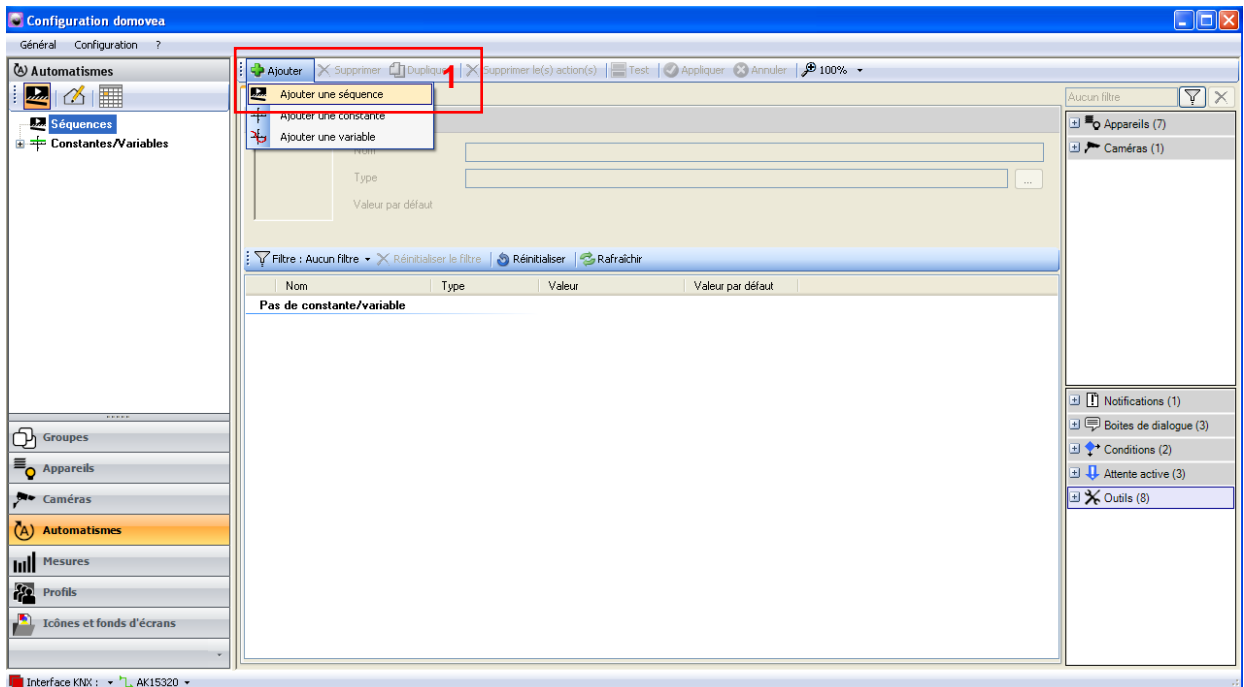 Configuration domovea
Général Configuration ?
Automatismes
Ajouter Supprimer Dupliquer Supprimer le(s) action(s) Test Appliquer Annuler 100%
1
Ajouter une séquence
Ajouter une constante
Ajouter une variable
Séquences
Constantes/Variables
Nom
Type
...
Valeur par défaut
Filtre : Aucun filtre Réinitialiser le filtre Réinitialiser Rafraîchir
Nom Type Valeur Valeur par défaut
Pas de constante/variable
Aucun filtre
Appareils (7)
Caméras (1)
Notifications (1)
Boites de dialogue (3)
Conditions (2)
Attente active (3)
Outils (8)
Groupes
Appareils
Caméras
Automatismes
Mesures
Profils
Icônes et fonds d'écrans
Interface KNX : AK15320